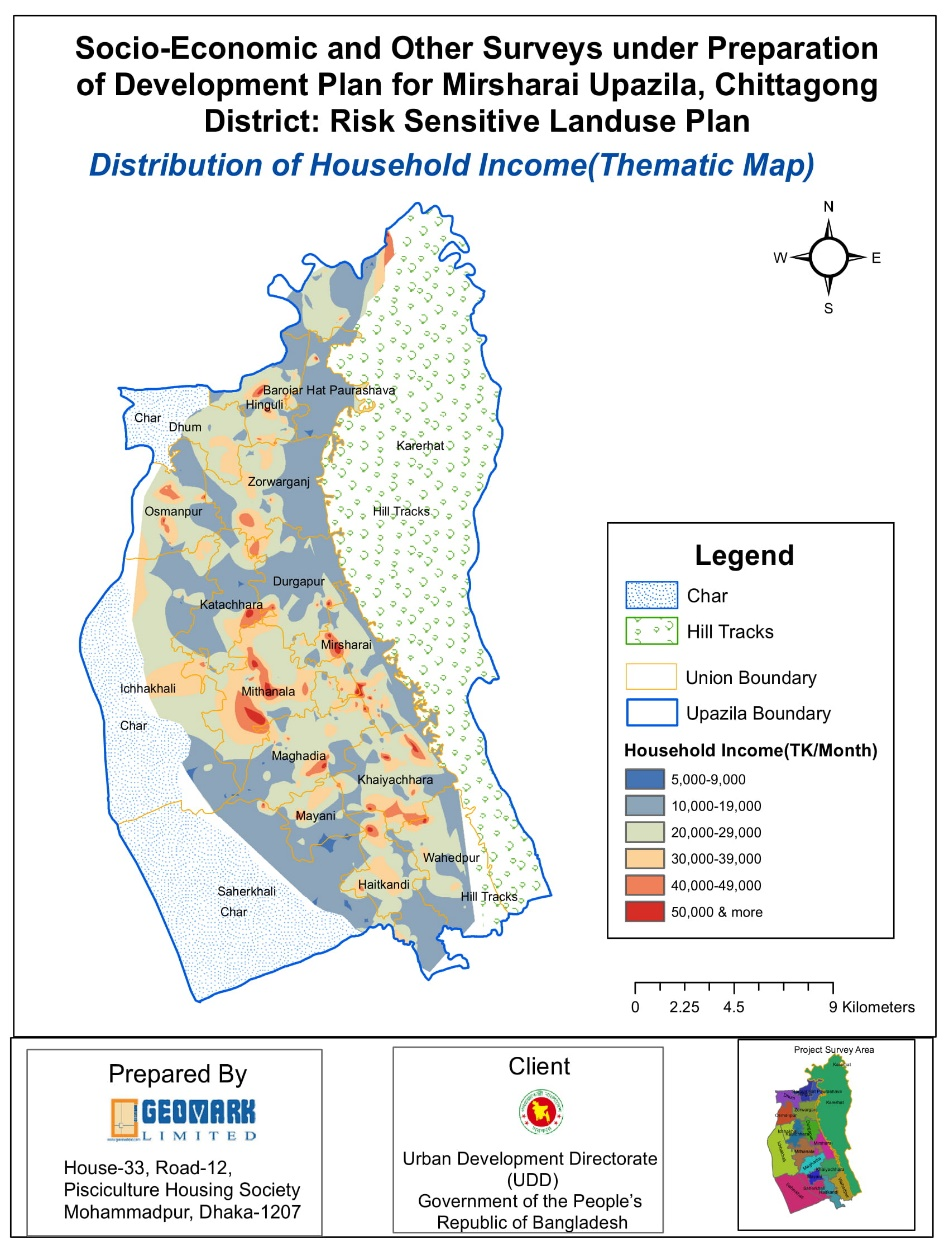 Socio-Economic and Other Surveys under Preparation
of Development Plan for Mirsharai Upazila, Chittagong
District: Risk Sensitive Landuse Plan
Distribution of Household Income(Thematic Map)
N
W
E
S
Baroiar Hat Paurashava
Hinguli
Char
Dhum
Karerhat
Zorwarganj
Osmanpur
Hill Tracks
Durgapur
Katachhara
Mirsharai
Ichhakhali
Mithanala
Char
Maghadia
Khaiyachhara
Mayani
Wahedpur
Haitkandi
Saherkhali
Hill Tracks
Char
Legend
Char
Hill Tracks
Union Boundary
Upazila Boundary
Household Income(TK/Month)
5,000-9,000
10,000-19,000
20,000-29,000
30,000-39,000
40,000-49,000
50,000 & more
0 2.25 4.5 9 Kilometers
Prepared By
GEOMARK
LIMITED
House-33, Road-12,
Pisciculture Housing Society
Mohammadpur, Dhaka-1207
Client
Urban Development Directorate
(UDD)
Government of the People's
Republic of Bangladesh
Project Survey Area